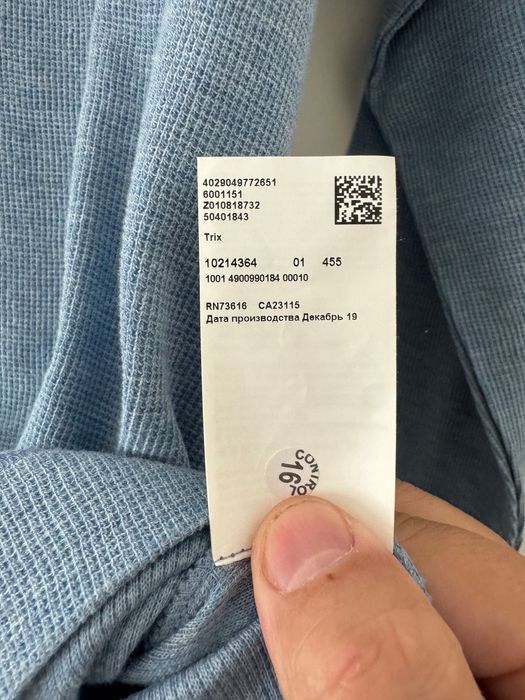 4029049772651
6001151
Z010818732
50401843
Trix
10214364 01 455
1001 4900990184 00010
RN73616 CA23115
Дата производства Декабрь 19
CONTROL
16